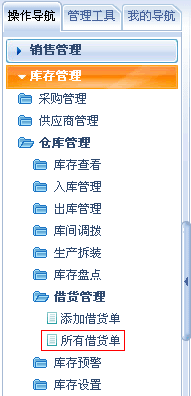 操作导航 管理工具 我的导航
销售管理
库存管理
采购管理
供应商管理
仓库管理
库存查看
入库管理
出库管理
库间调拨
生产拆装
库存盘点
借货管理
添加借货单
所有借货单
库存预警
库存设置